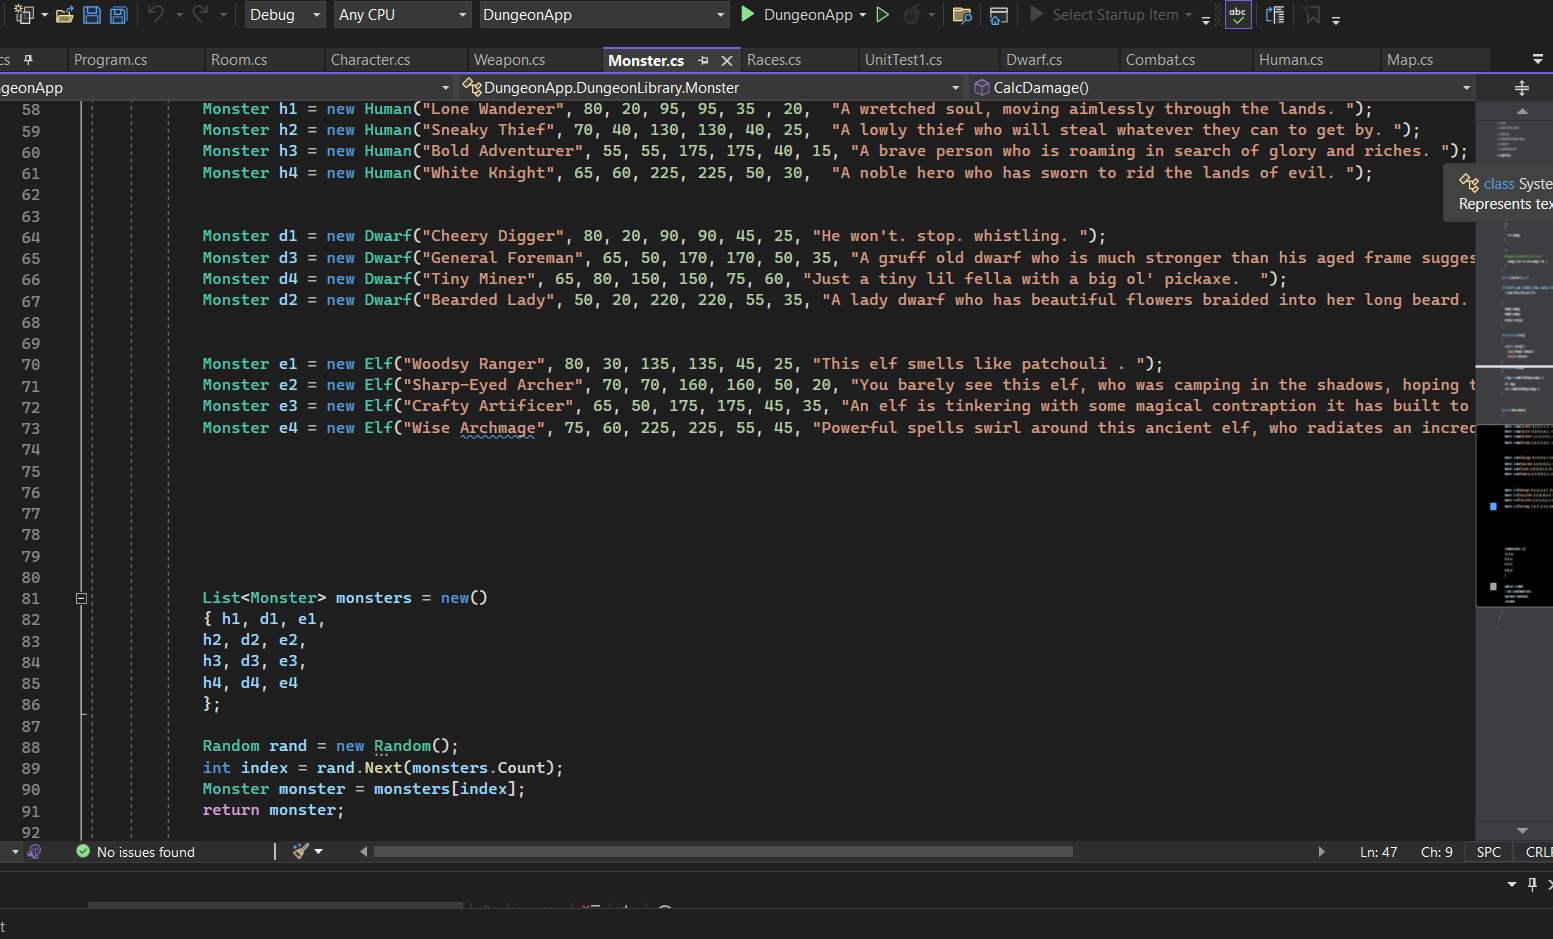 Debug Any CPU DungeonApp DungeonApp Select Startup Item abc
cs Program.cs Room.cs Character.cs Weapon.cs Monster.cs Races.cs UnitTest1.cs Dwarf.cs Combat.cs Human.cs Map.cs
geonApp DungeonApp.DungeonLibrary.Monster CalcDamage()
58 Monster h1 = new Human("Lone Wanderer", 80, 20, 95, 95, 35 , 20,  "A wretched soul, moving aimlessly through the lands. ");
59 Monster h2 = new Human("Sneaky Thief", 70, 40, 130, 130, 40, 25,  "A lowly thief who will steal whatever they can to get by. ");
60 Monster h3 = new Human("Bold Adventurer", 55, 55, 175, 175, 40, 15, "A brave person who is roaming in search of glory and riches. ");
61 Monster h4 = new Human("White Knight", 65, 60, 225, 225, 50, 30,  "A noble hero who has sworn to rid the lands of evil. ");
class Syste
62
Represents tex
63
64 Monster d1 = new Dwarf("Cheery Digger", 80, 20, 90, 90, 45, 25, "He won't. stop. whistling. ");
65 Monster d3 = new Dwarf("General Foreman", 65, 50, 170, 170, 50, 35, "A gruff old dwarf who is much stronger than his aged frame sugges
66 Monster d4 = new Dwarf("Tiny Miner", 65, 80, 150, 150, 75, 60, "Just a tiny lil fella with a big ol' pickaxe.  ");
67 Monster d2 = new Dwarf("Bearded Lady", 50, 20, 220, 220, 55, 35, "A lady dwarf who has beautiful flowers braided into her long beard.
68
69
70 Monster e1 = new Elf("Woodsy Ranger", 80, 30, 135, 135, 45, 25, "This elf smells like patchouli . ");
71 Monster e2 = new Elf("Sharp-Eyed Archer", 70, 70, 160, 160, 50, 20, "You barely see this elf, who was camping in the shadows, hoping t
72 Monster e3 = new Elf("Crafty Artificer", 65, 50, 175, 175, 45, 35, "An elf is tinkering with some magical contraption it has built to
73 Monster e4 = new Elf("Wise Archmage", 75, 60, 225, 225, 55, 45, "Powerful spells swirl around this ancient elf, who radiates an incred
74
75
76
77
78
79
80
81 List<Monster> monsters = new()
82 { h1, d1, e1,
83 h2, d2, e2,
84 h3, d3, e3,
85 h4, d4, e4
86 };
87
88 Random rand = new Random();
89 int index = rand.Next(monsters.Count);
90 Monster monster = monsters[index];
91 return monster;
92
No issues found Ln: 47 Ch: 9 SPC CRLF
t